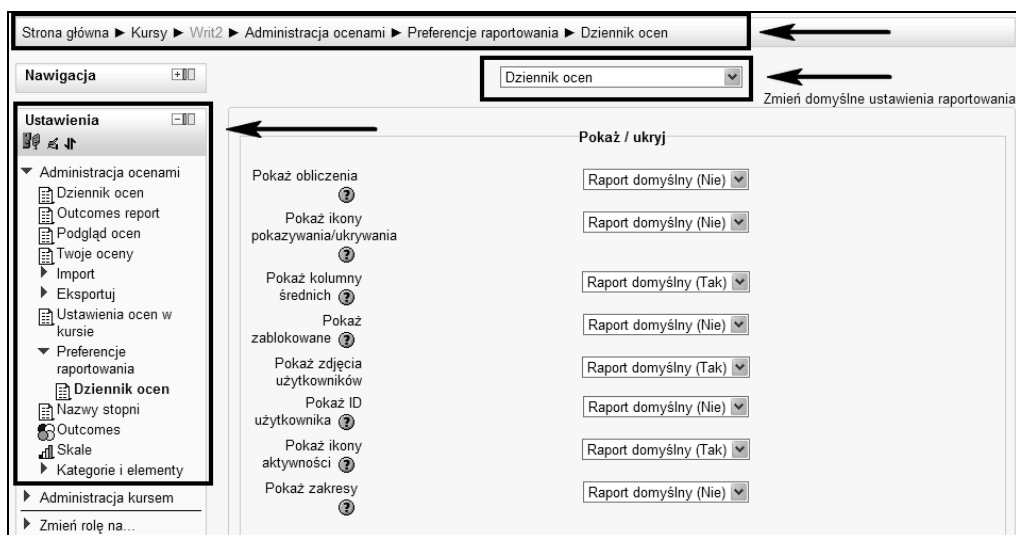 Strona główna ► Kursy ► Writ2 ► Administracja ocenami ► Preferencje raportowania ► Dziennik ocen
Nawigacja
Dziennik ocen
Zmień domyślne ustawienia raportowania
Ustawienia
Administracja ocenami
Dziennik ocen
Outcomes report
Podgląd ocen
Twoje oceny
Import
Eksportuj
Ustawienia ocen w
kursie
Preferencje
raportowania
Dziennik ocen
Nazwy stopni
Outcomes
Skale
Kategorie i elementy
Administracja kursem
Zmień rolę na...
Pokaż / ukryj
Pokaż obliczenia
Raport domyślny (Nie)
Pokaż ikony
pokazywania/ukrywania
Raport domyślny (Nie)
Pokaż kolumny
średnich
Raport domyślny (Tak)
Pokaż
zablokowane
Raport domyślny (Nie)
Pokaż zdjęcia
użytkowników
Raport domyślny (Tak)
Pokaż ID
użytkownika
Raport domyślny (Nie)
Pokaż ikony
aktywności
Raport domyślny (Tak)
Pokaż zakresy
Raport domyślny (Nie)